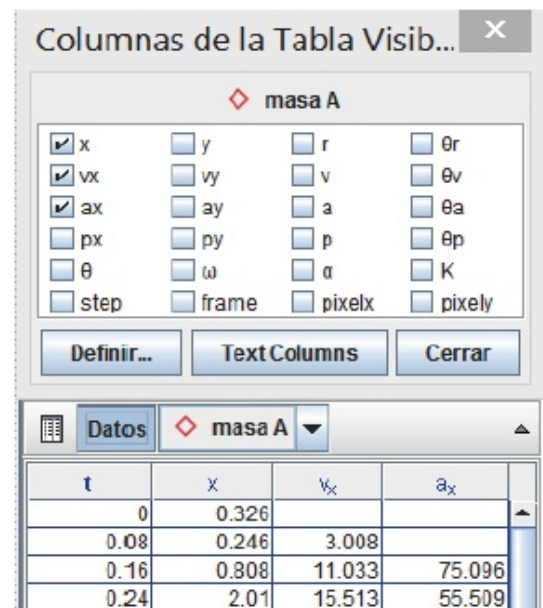 Columnas de la Tabla Visib...
masa A
x y r θr
vx vy v θv
ax ay a θa
px py p θp
θ ω α K
step frame pixelx pixely
Definir... Text Columns Cerrar
Datos masa A
t x vₓ aₓ
0 0.326
0.08 0.246 3.008
0.16 0.808 11.033 75.096
0.24 2.01 15.513 55.509